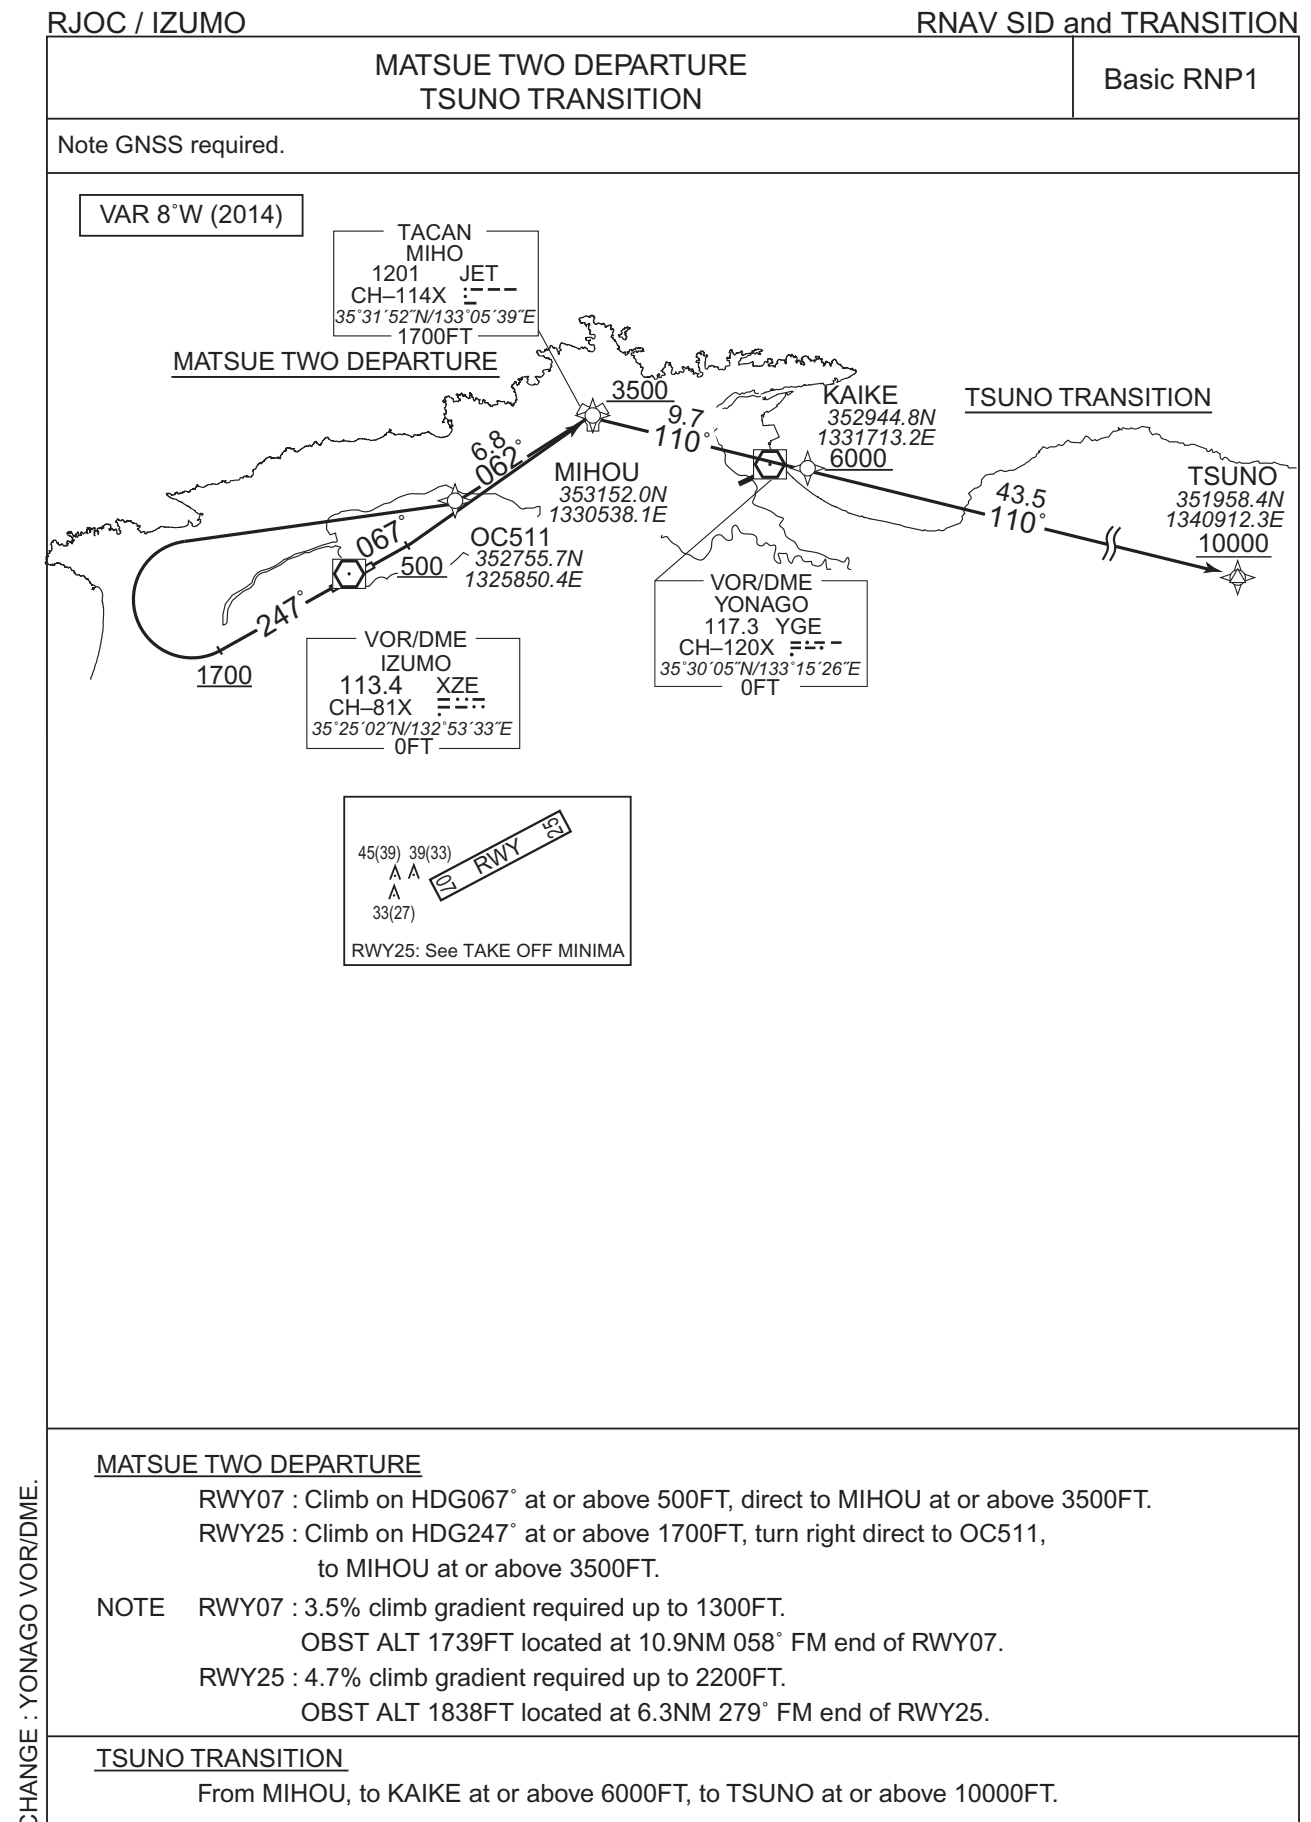 RJOC / IZUMO
RNAV SID and TRANSITION
MATSUE TWO DEPARTURE
TSUNO TRANSITION
Basic RNP1
Note GNSS required.
VAR 8˚W (2014)
TACAN
MIHO
1201 JET
CH–114X
35˚31´52˝N/133˚05´39˝E
1700FT
MATSUE TWO DEPARTURE
3500
9.7
110˚
KAIKE
352944.8N
1331713.2E
6000
TSUNO TRANSITION
6.8
062˚
MIHOU
353152.0N
1330538.1E
TSUNO
351958.4N
1340912.3E
10000
43.5
110˚
067˚
OC511
352755.7N
1325850.4E
500
247˚
1700
VOR/DME
YONAGO
117.3 YGE
CH–120X
35˚30´05˝N/133˚15´26˝E
0FT
VOR/DME
IZUMO
113.4 XZE
CH–81X
35˚25´02˝N/132˚53´33˝E
0FT
45(39) 39(33)
33(27)
07 RWY 25
RWY25: See TAKE OFF MINIMA
MATSUE TWO DEPARTURE
RWY07 : Climb on HDG067˚ at or above 500FT, direct to MIHOU at or above 3500FT.
RWY25 : Climb on HDG247˚ at or above 1700FT, turn right direct to OC511,
to MIHOU at or above 3500FT.
NOTE RWY07 : 3.5% climb gradient required up to 1300FT.
OBST ALT 1739FT located at 10.9NM 058˚ FM end of RWY07.
RWY25 : 4.7% climb gradient required up to 2200FT.
OBST ALT 1838FT located at 6.3NM 279˚ FM end of RWY25.
TSUNO TRANSITION
From MIHOU, to KAIKE at or above 6000FT, to TSUNO at or above 10000FT.
CHANGE : YONAGO VOR/DME.